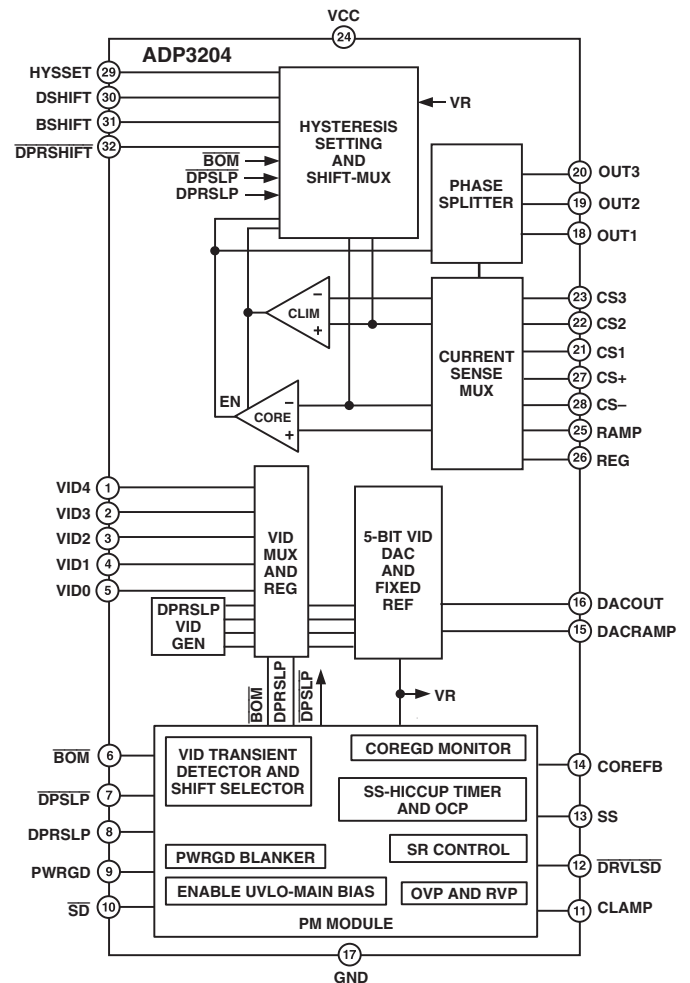 VCC
24
ADP3204
HYSSET 29
DSHIFT 30
BSHIFT 31
DPRSHIFT 32
HYSTERESIS
SETTING
AND
SHIFT-MUX
VR
BOM
DPSLP
DPRSLP
PHASE
SPLITTER
20 OUT3
19 OUT2
18 OUT1
–
CLIM
+
EN
–
CORE
+
CURRENT
SENSE
MUX
23 CS3
22 CS2
21 CS1
27 CS+
28 CS–
25 RAMP
26 REG
VID4 1
VID3 2
VID2 3
VID1 4
VID0 5
VID
MUX
AND
REG
5-BIT VID
DAC
AND
FIXED
REF
DPRSLP
VID
GEN
16 DACOUT
15 DACRAMP
BOM
DPRSLP
DPSLP
VR
BOM 6
DPSLP 7
DPRSLP 8
PWRGD 9
SD 10
VID TRANSIENT
DETECTOR AND
SHIFT SELECTOR
COREGD MONITOR
SS-HICCUP TIMER
AND OCP
PWRGD BLANKER
SR CONTROL
ENABLE UVLO-MAIN BIAS
OVP AND RVP
PM MODULE
14 COREFB
13 SS
12 DRVLSD
11 CLAMP
17
GND